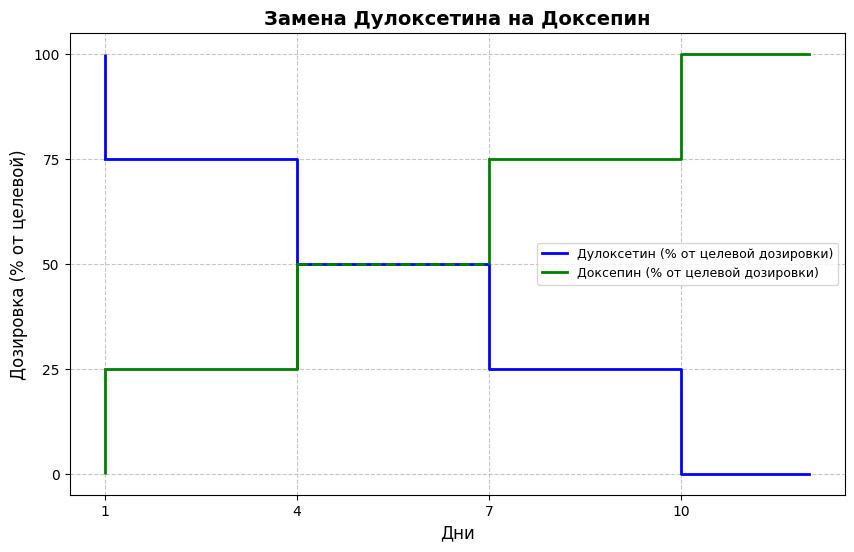 Замена Дулоксетина на Доксепин
Дозировка (% от целевой)
100
75
50
25
0
Дулоксетин (% от целевой дозировки)
Доксепин (% от целевой дозировки)
1 4 7 10
Дни